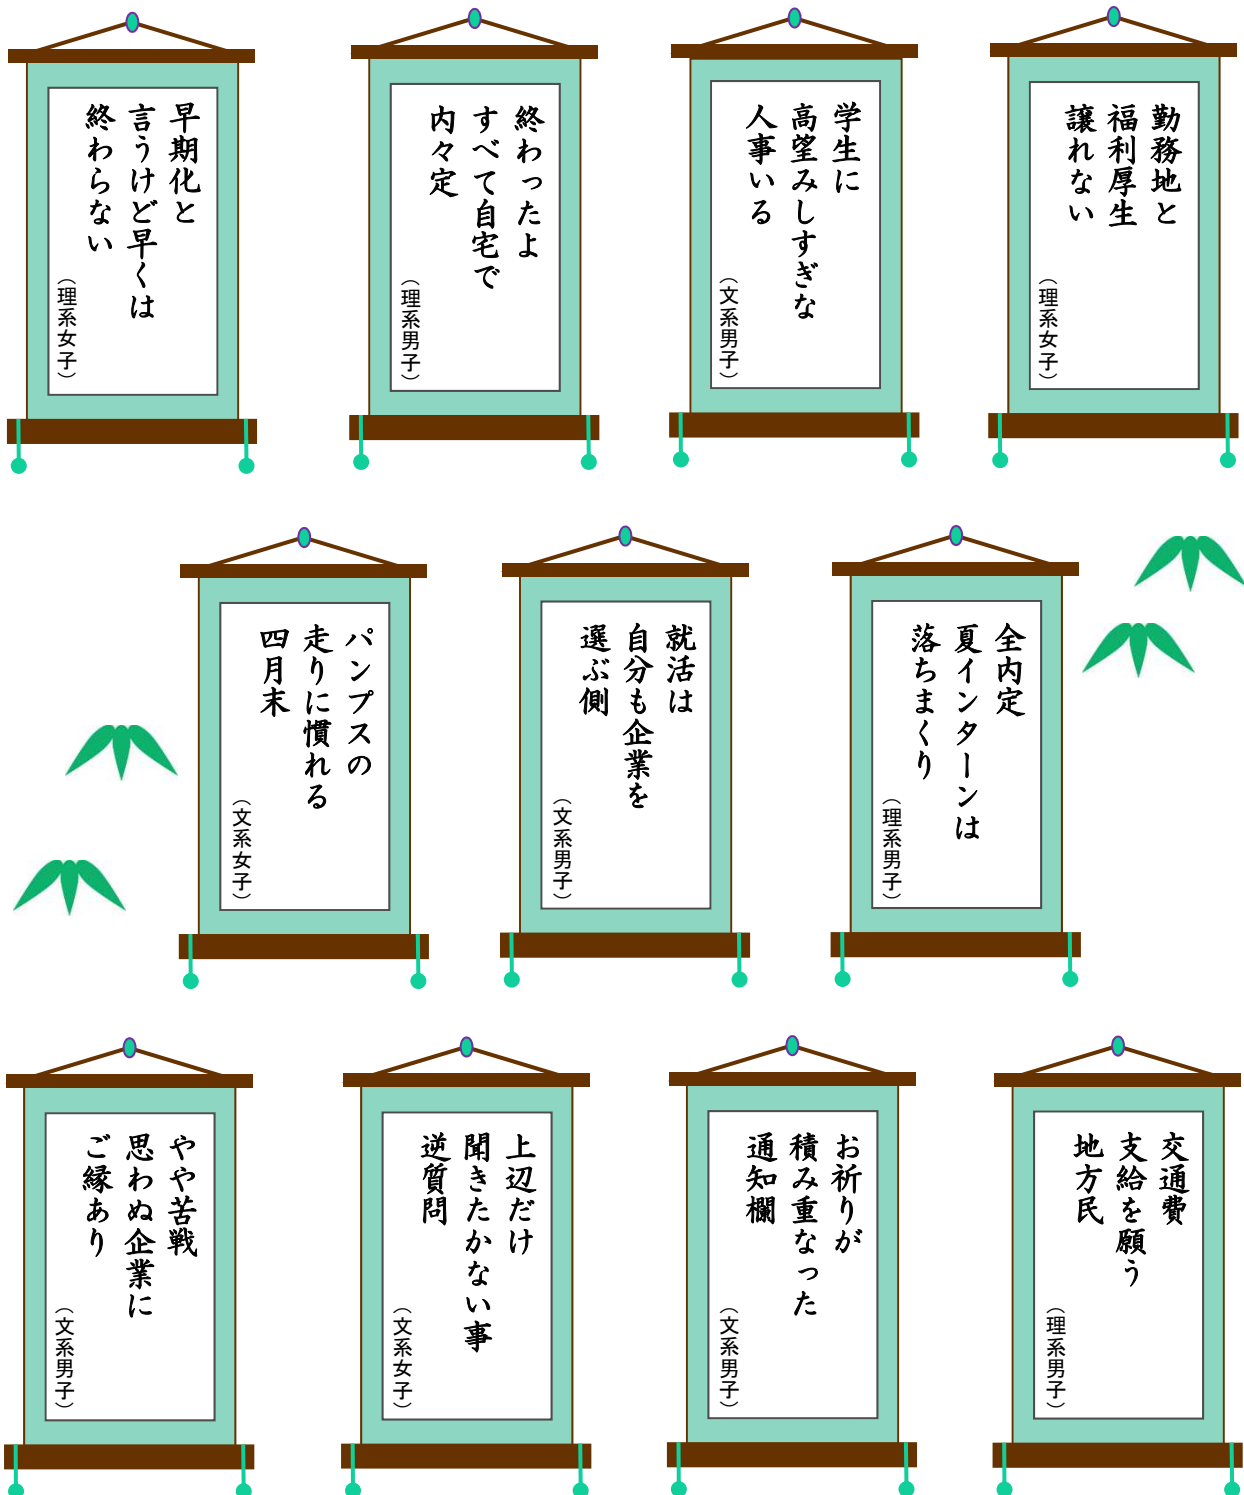 勤務地と
福利厚生
譲れない
（理系女子）
学生に
高望みしすぎな
人事いる
（文系男子）
終わったよ
すべて自宅で
内々定
（理系男子）
早期化と
言うけど早くは
終わらない
（理系女子）
全内定
夏インターンは
落ちまくり
（理系男子）
就活は
自分も企業を
選ぶ側
（文系男子）
パンプスの
走りに慣れる
四月末
（文系女子）
交通費
支給を願う
地方民
（理系男子）
お祈りが
積み重なった
通知欄
（文系男子）
上辺だけ
聞きたかない事
逆質問
（文系女子）
やや苦戦
思わぬ企業に
ご縁あり
（文系男子）